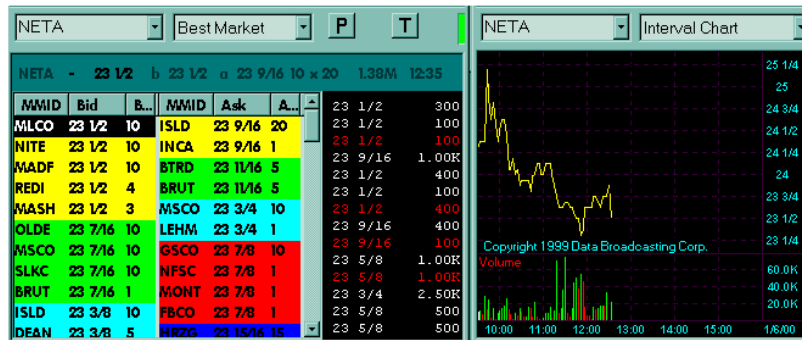 NETA Best Market P T NETA Interval Chart
NETA - 23 1/2 b 23 1/2 a 23 9/16 10 x 20 1.38M 12:35
MMID Bid B... MMID Ask A...
MLCO 23 1/2 10 ISLD 23 9/16 20
NITE 23 1/2 10 INCA 23 9/16 1
MADF 23 1/2 10 BTRD 23 11/16 5
REDI 23 1/2 4 BRUT 23 11/16 5
MASH 23 1/2 3 MSCO 23 3/4 10
OLDE 23 7/16 10 LEHM 23 3/4 1
MSCO 23 7/16 10 GSCO 23 7/8 10
SLKC 23 7/16 10 NFSC 23 7/8 1
BRUT 23 7/16 1 MONT 23 7/8 1
ISLD 23 3/8 10 FBCO 23 7/8 1
DEAN 23 3/8 5 HRZG 23 15/16 15
23 1/2 300
23 1/2 100
23 1/2 100
23 9/16 1.00K
23 1/2 400
23 1/2 100
23 1/2 400
23 9/16 400
23 9/16 100
23 5/8 1.00K
23 5/8 1.00K
23 3/4 2.50K
23 5/8 500
23 5/8 500
25 1/4
25
24 3/4
24 1/2
24 1/4
24
23 3/4
23 1/2
23 1/4
Copyright 1999 Data Broadcasting Corp.
Volume
60.0K
40.0K
20.0K
10:00 11:00 12:00 13:00 14:00 15:00 1/6/00